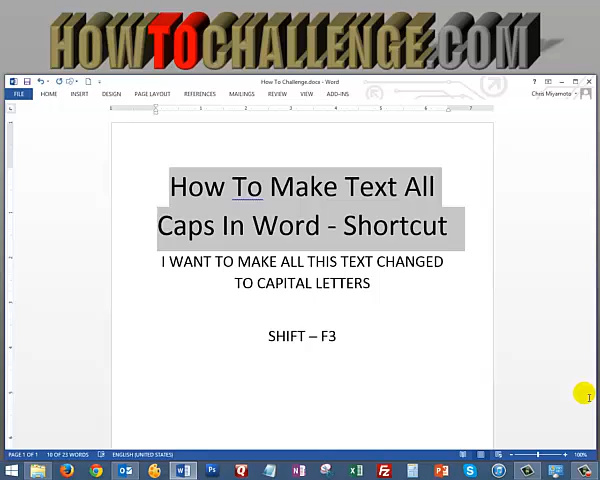 HOWTOCHALLENGE.COM
How To Challenge.docx - Word
FILE HOME INSERT DESIGN PAGE LAYOUT REFERENCES MAILINGS REVIEW VIEW ADD-INS
Chris Miyamoto
How To Make Text All
Caps In Word - Shortcut
I WANT TO MAKE ALL THIS TEXT CHANGED
TO CAPITAL LETTERS
SHIFT – F3
PAGE 1 OF 1 10 OF 23 WORDS ENGLISH (UNITED STATES) 100%